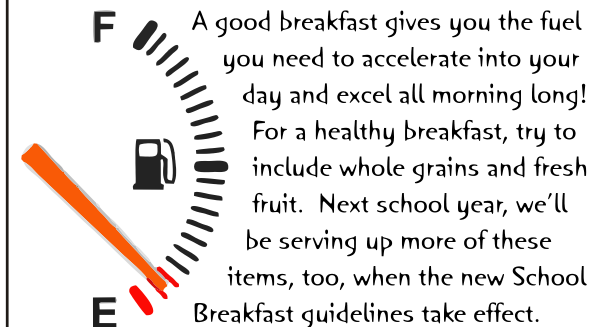 F
A good breakfast gives you the fuel
you need to accelerate into your
day and excel all morning long!
For a healthy breakfast, try to
include whole grains and fresh
fruit.  Next school year, we'll
be serving up more of these
items, too, when the new School
Breakfast guidelines take effect.
E